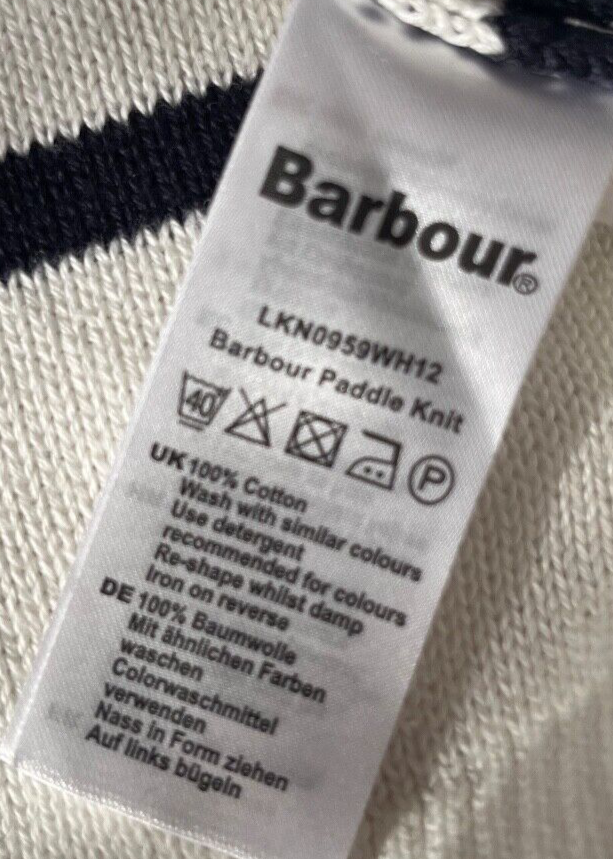 Barbour®
LKN0959WH12
Barbour Paddle Knit
40 P
UK 100% Cotton
Wash with similar colours
Use detergent
recommended for colours
Re-shape whilst damp
Iron on reverse
DE 100% Baumwolle
Mit ähnlichen Farben
waschen
Colorwaschmittel
verwenden
Nass in Form ziehen
Auf links bügeln